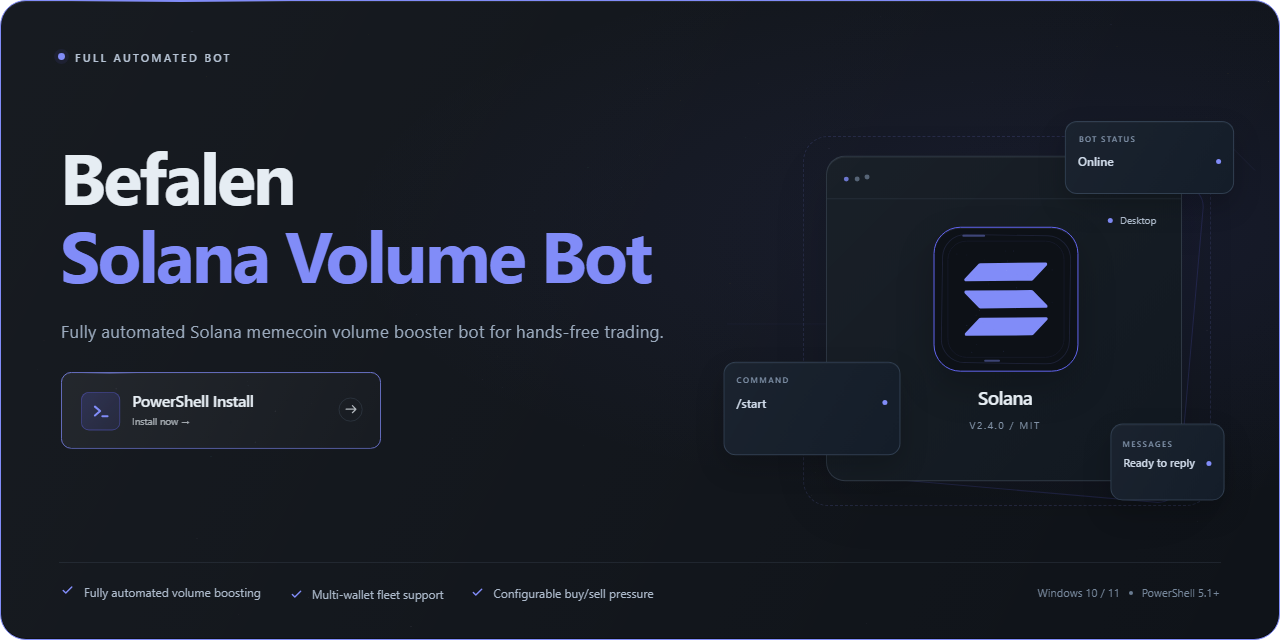 FULL AUTOMATED BOT
Befalen
Solana Volume Bot
Fully automated Solana memecoin volume booster bot for hands-free trading.
PowerShell Install
Install now →
BOT STATUS
Online
Desktop
COMMAND
/start
Solana
V2.4.0 / MIT
MESSAGES
Ready to reply
Fully automated volume boosting
Multi-wallet fleet support
Configurable buy/sell pressure
Windows 10 / 11 • PowerShell 5.1+